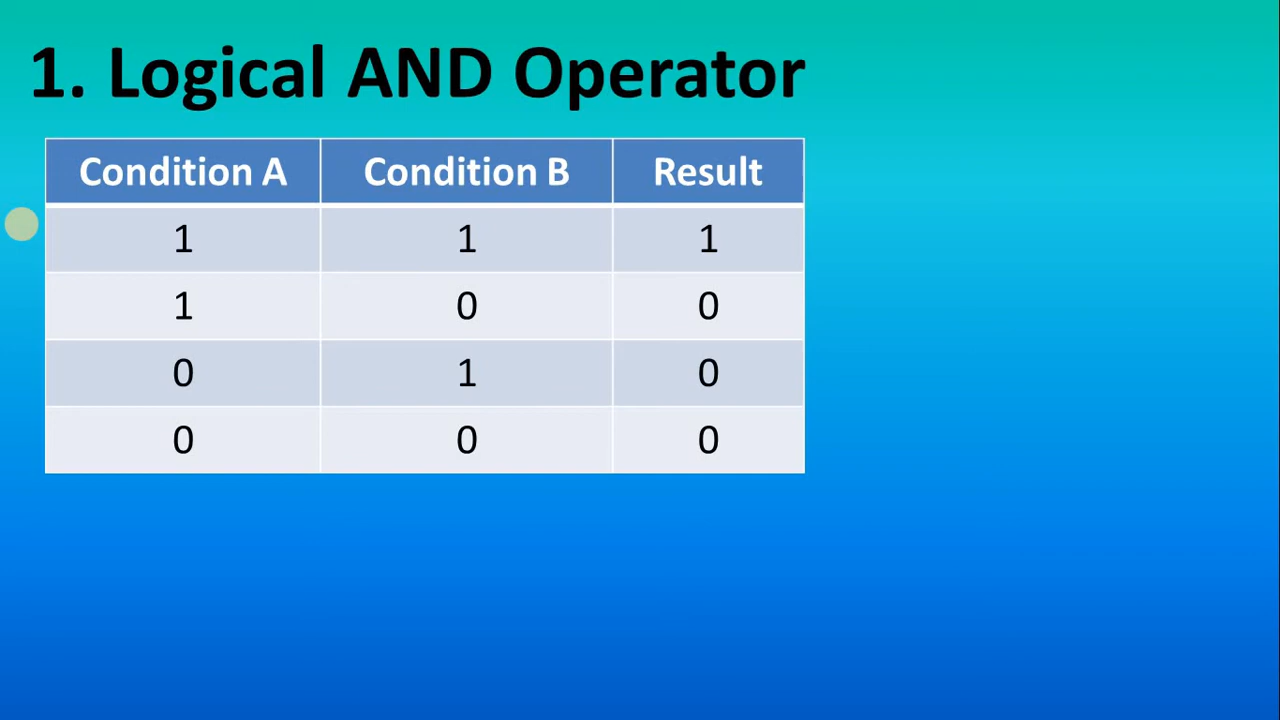 1. Logical AND Operator
Condition A Condition B Result
1 1 1
1 0 0
0 1 0
0 0 0